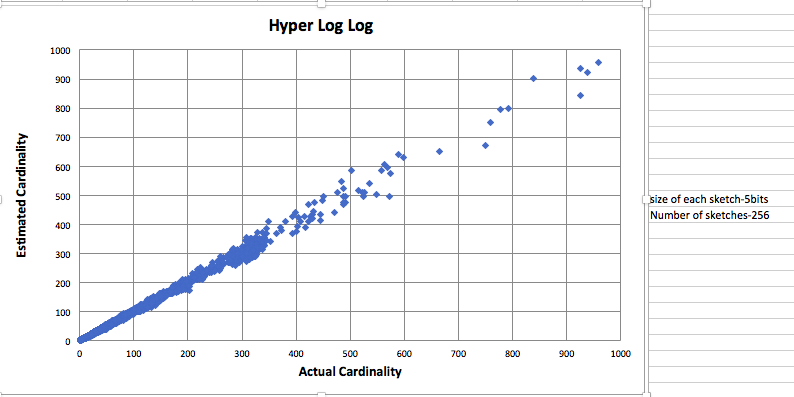 Hyper Log Log
1000
900
800
700
600
500
400
300
200
100
0
Estimated Cardinality
0 100 200 300 400 500 600 700 800 900 1000
Actual Cardinality
size of each sketch-5bits
Number of sketches-256